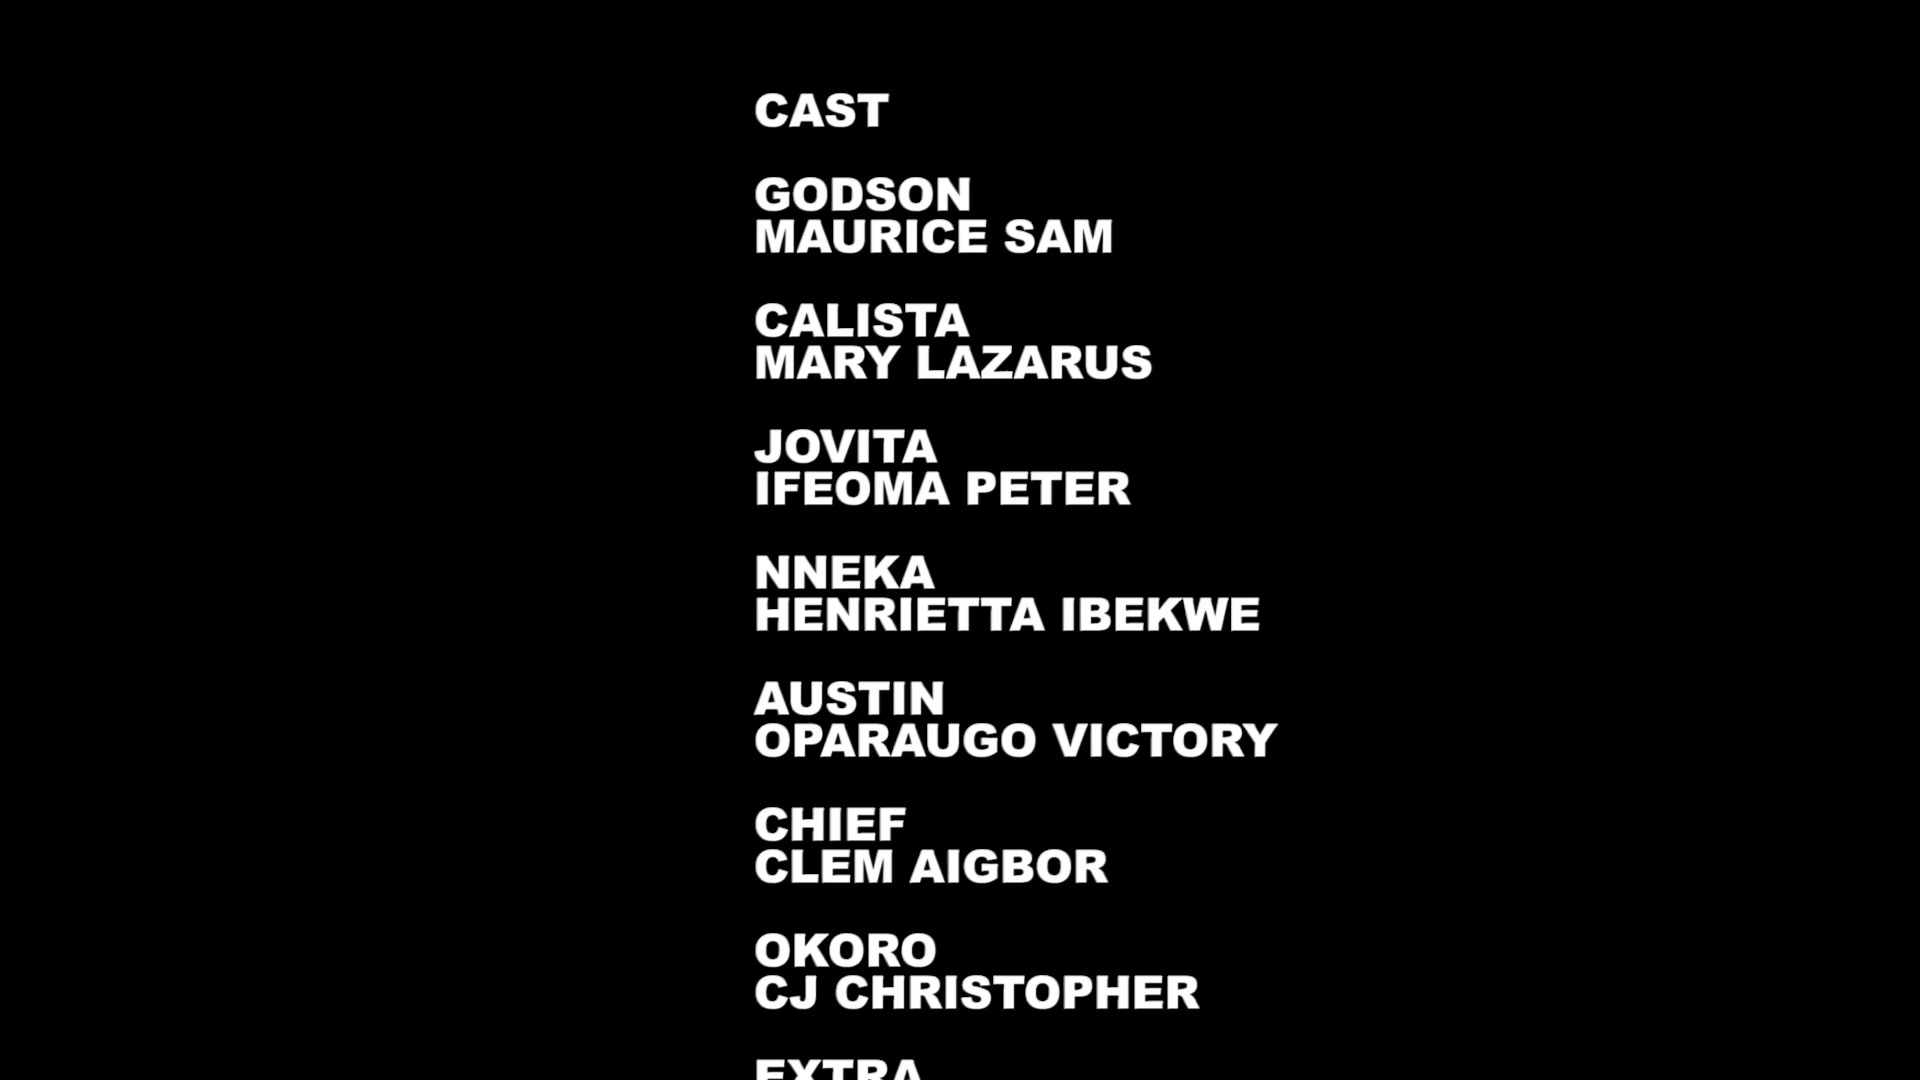 CAST
GODSON
MAURICE SAM
CALISTA
MARY LAZARUS
JOVITA
IFEOMA PETER
NNEKA
HENRIETTA IBEKWE
AUSTIN
OPARAUGO VICTORY
CHIEF
CLEM AIGBOR
OKORO
CJ CHRISTOPHER
EXTRA